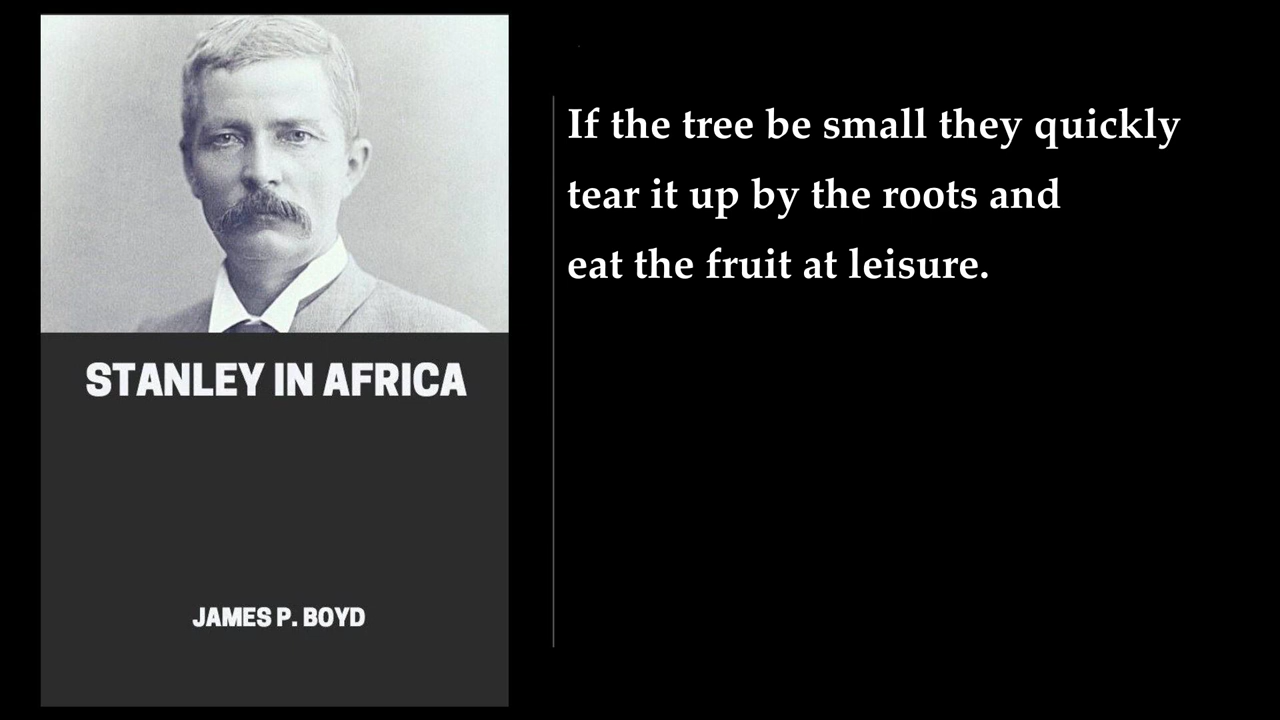 STANLEY IN AFRICA
JAMES P. BOYD
If the tree be small they quickly
tear it up by the roots and
eat the fruit at leisure.